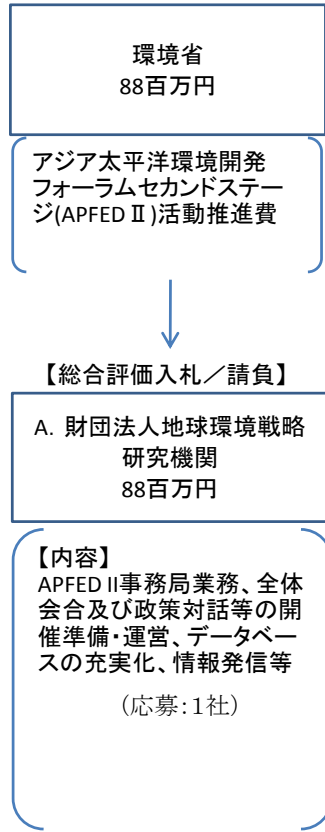 環境省
88百万円
アジア太平洋環境開発
フォーラムセカンドステー
ジ(APFEDⅡ)活動推進費
【総合評価入札／請負】
A. 財団法人地球環境戦略
研究機関
88百万円
【内容】
APFED II事務局業務、全体
会合及び政策対話等の開
催準備・運営、データベー
スの充実化、情報発信等
（応募：1社）